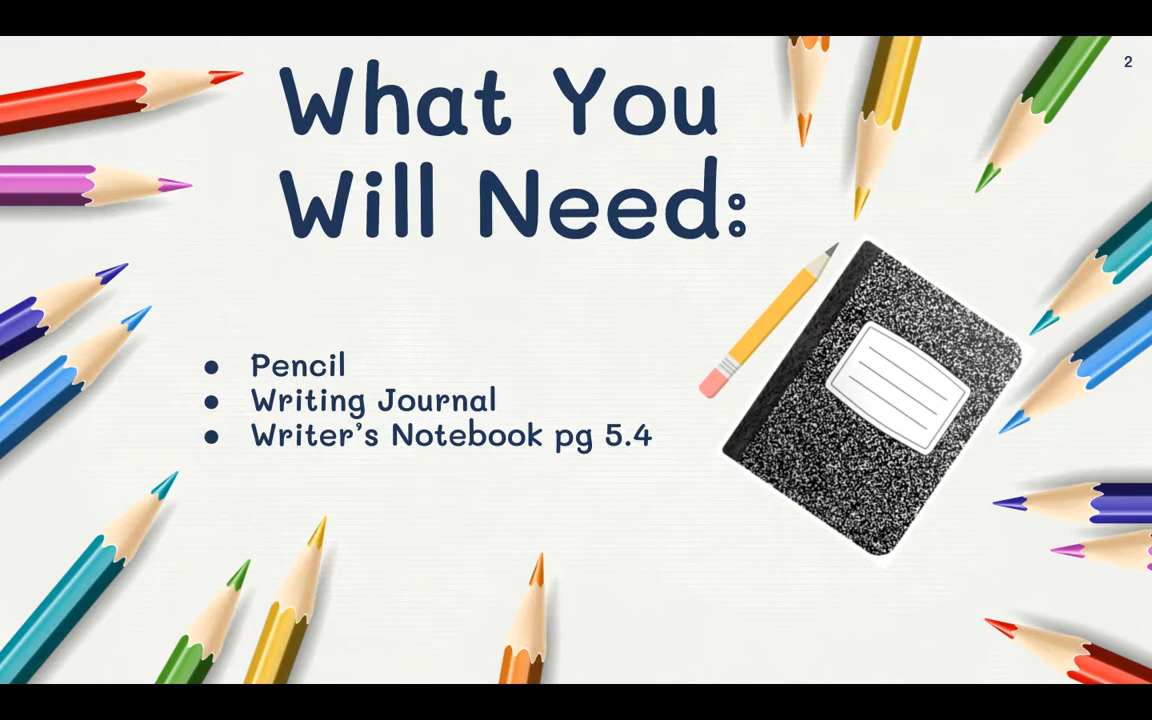 2
What You
Will Need:
● Pencil
● Writing Journal
● Writer's Notebook pg 5.4